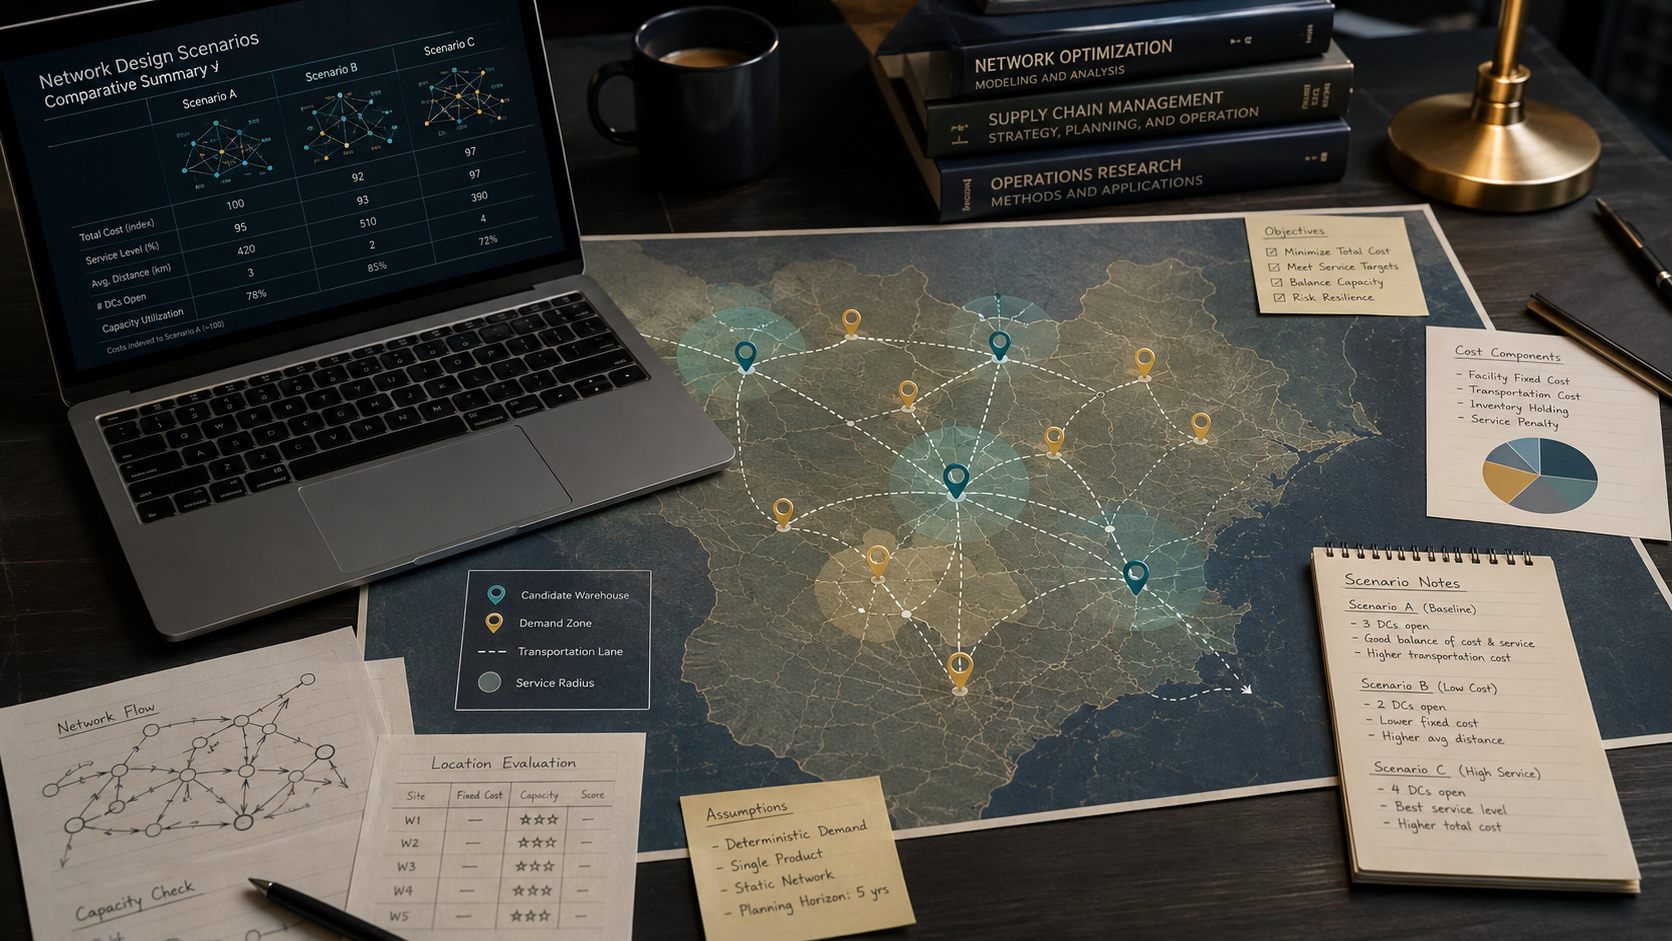 Network Design Scenarios
Comparative Summary
Scenario A Scenario B Scenario C
Total Cost (index) 100 92 97
Service Level (%) 95 93 97
Avg. Distance (km) 420 510 390
# DCs Open 3 2 4
Capacity Utilization 78% 85% 72%
Costs indexed to Scenario A (~100)
NETWORK OPTIMIZATION
MODELING AND ANALYSIS
SUPPLY CHAIN MANAGEMENT
STRATEGY, PLANNING, AND OPERATION
OPERATIONS RESEARCH
METHODS AND APPLICATIONS
Objectives
☑ Minimize Total Cost
☑ Meet Service Targets
☑ Balance Capacity
☑ Risk Resilience
Cost Components
- Facility Fixed Cost
- Transportation Cost
- Inventory Holding
- Service Penalty
Candidate Warehouse
Demand Zone
Transportation Lane
Service Radius
Scenario Notes
Scenario A (Baseline)
- 3 DCs open
- Good balance of cost & service
- Higher transportation cost
Scenario B (Low Cost)
- 2 DCs open
- Lower fixed cost
- Higher avg distance
Scenario C (High Service)
- 4 DCs open
- Best service level
- Higher total cost
Network Flow
Capacity Check
Location Evaluation
Site Fixed Cost Capacity Score
W1 — ☆☆☆ —
W2 — ☆☆☆ —
W3 — ☆☆☆ —
W4 — ☆☆☆ —
W5 — ☆☆☆ —
Assumptions
- Deterministic Demand
- Single Product
- Static Network
- Planning Horizon: 5 yrs